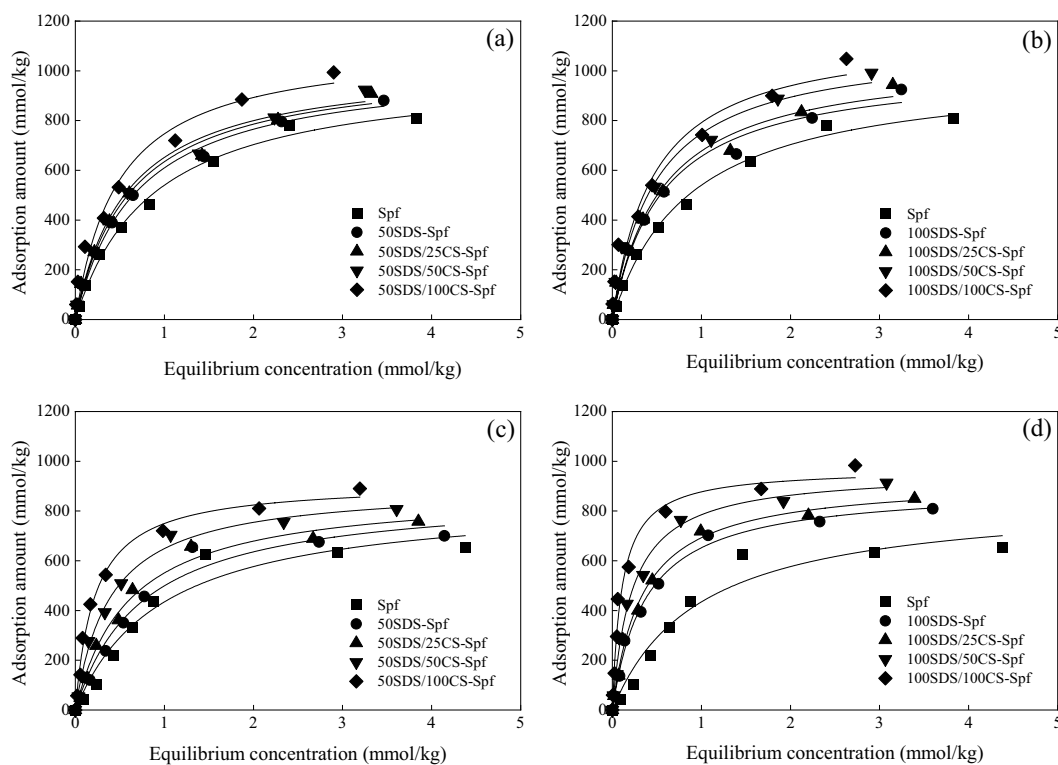 (a)
Adsorption amount (mmol/kg)
1200
1000
800
600
400
200
0
Spf
50SDS-Spf
50SDS/25CS-Spf
50SDS/50CS-Spf
50SDS/100CS-Spf
0 1 2 3 4 5
Equilibrium concentration (mmol/kg)
(b)
Adsorption amount (mmol/kg)
1200
1000
800
600
400
200
0
Spf
100SDS-Spf
100SDS/25CS-Spf
100SDS/50CS-Spf
100SDS/100CS-Spf
0 1 2 3 4 5
Equilibrium concentration (mmol/kg)
(c)
Adsorption amount (mmol/kg)
1200
1000
800
600
400
200
0
Spf
50SDS-Spf
50SDS/25CS-Spf
50SDS/50CS-Spf
50SDS/100CS-Spf
0 1 2 3 4 5
Equilibrium concentration (mmol/kg)
(d)
Adsorption amount (mmol/kg)
1200
1000
800
600
400
200
0
Spf
100SDS-Spf
100SDS/25CS-Spf
100SDS/50CS-Spf
100SDS/100CS-Spf
0 1 2 3 4 5
Equilibrium concentration (mmol/kg)